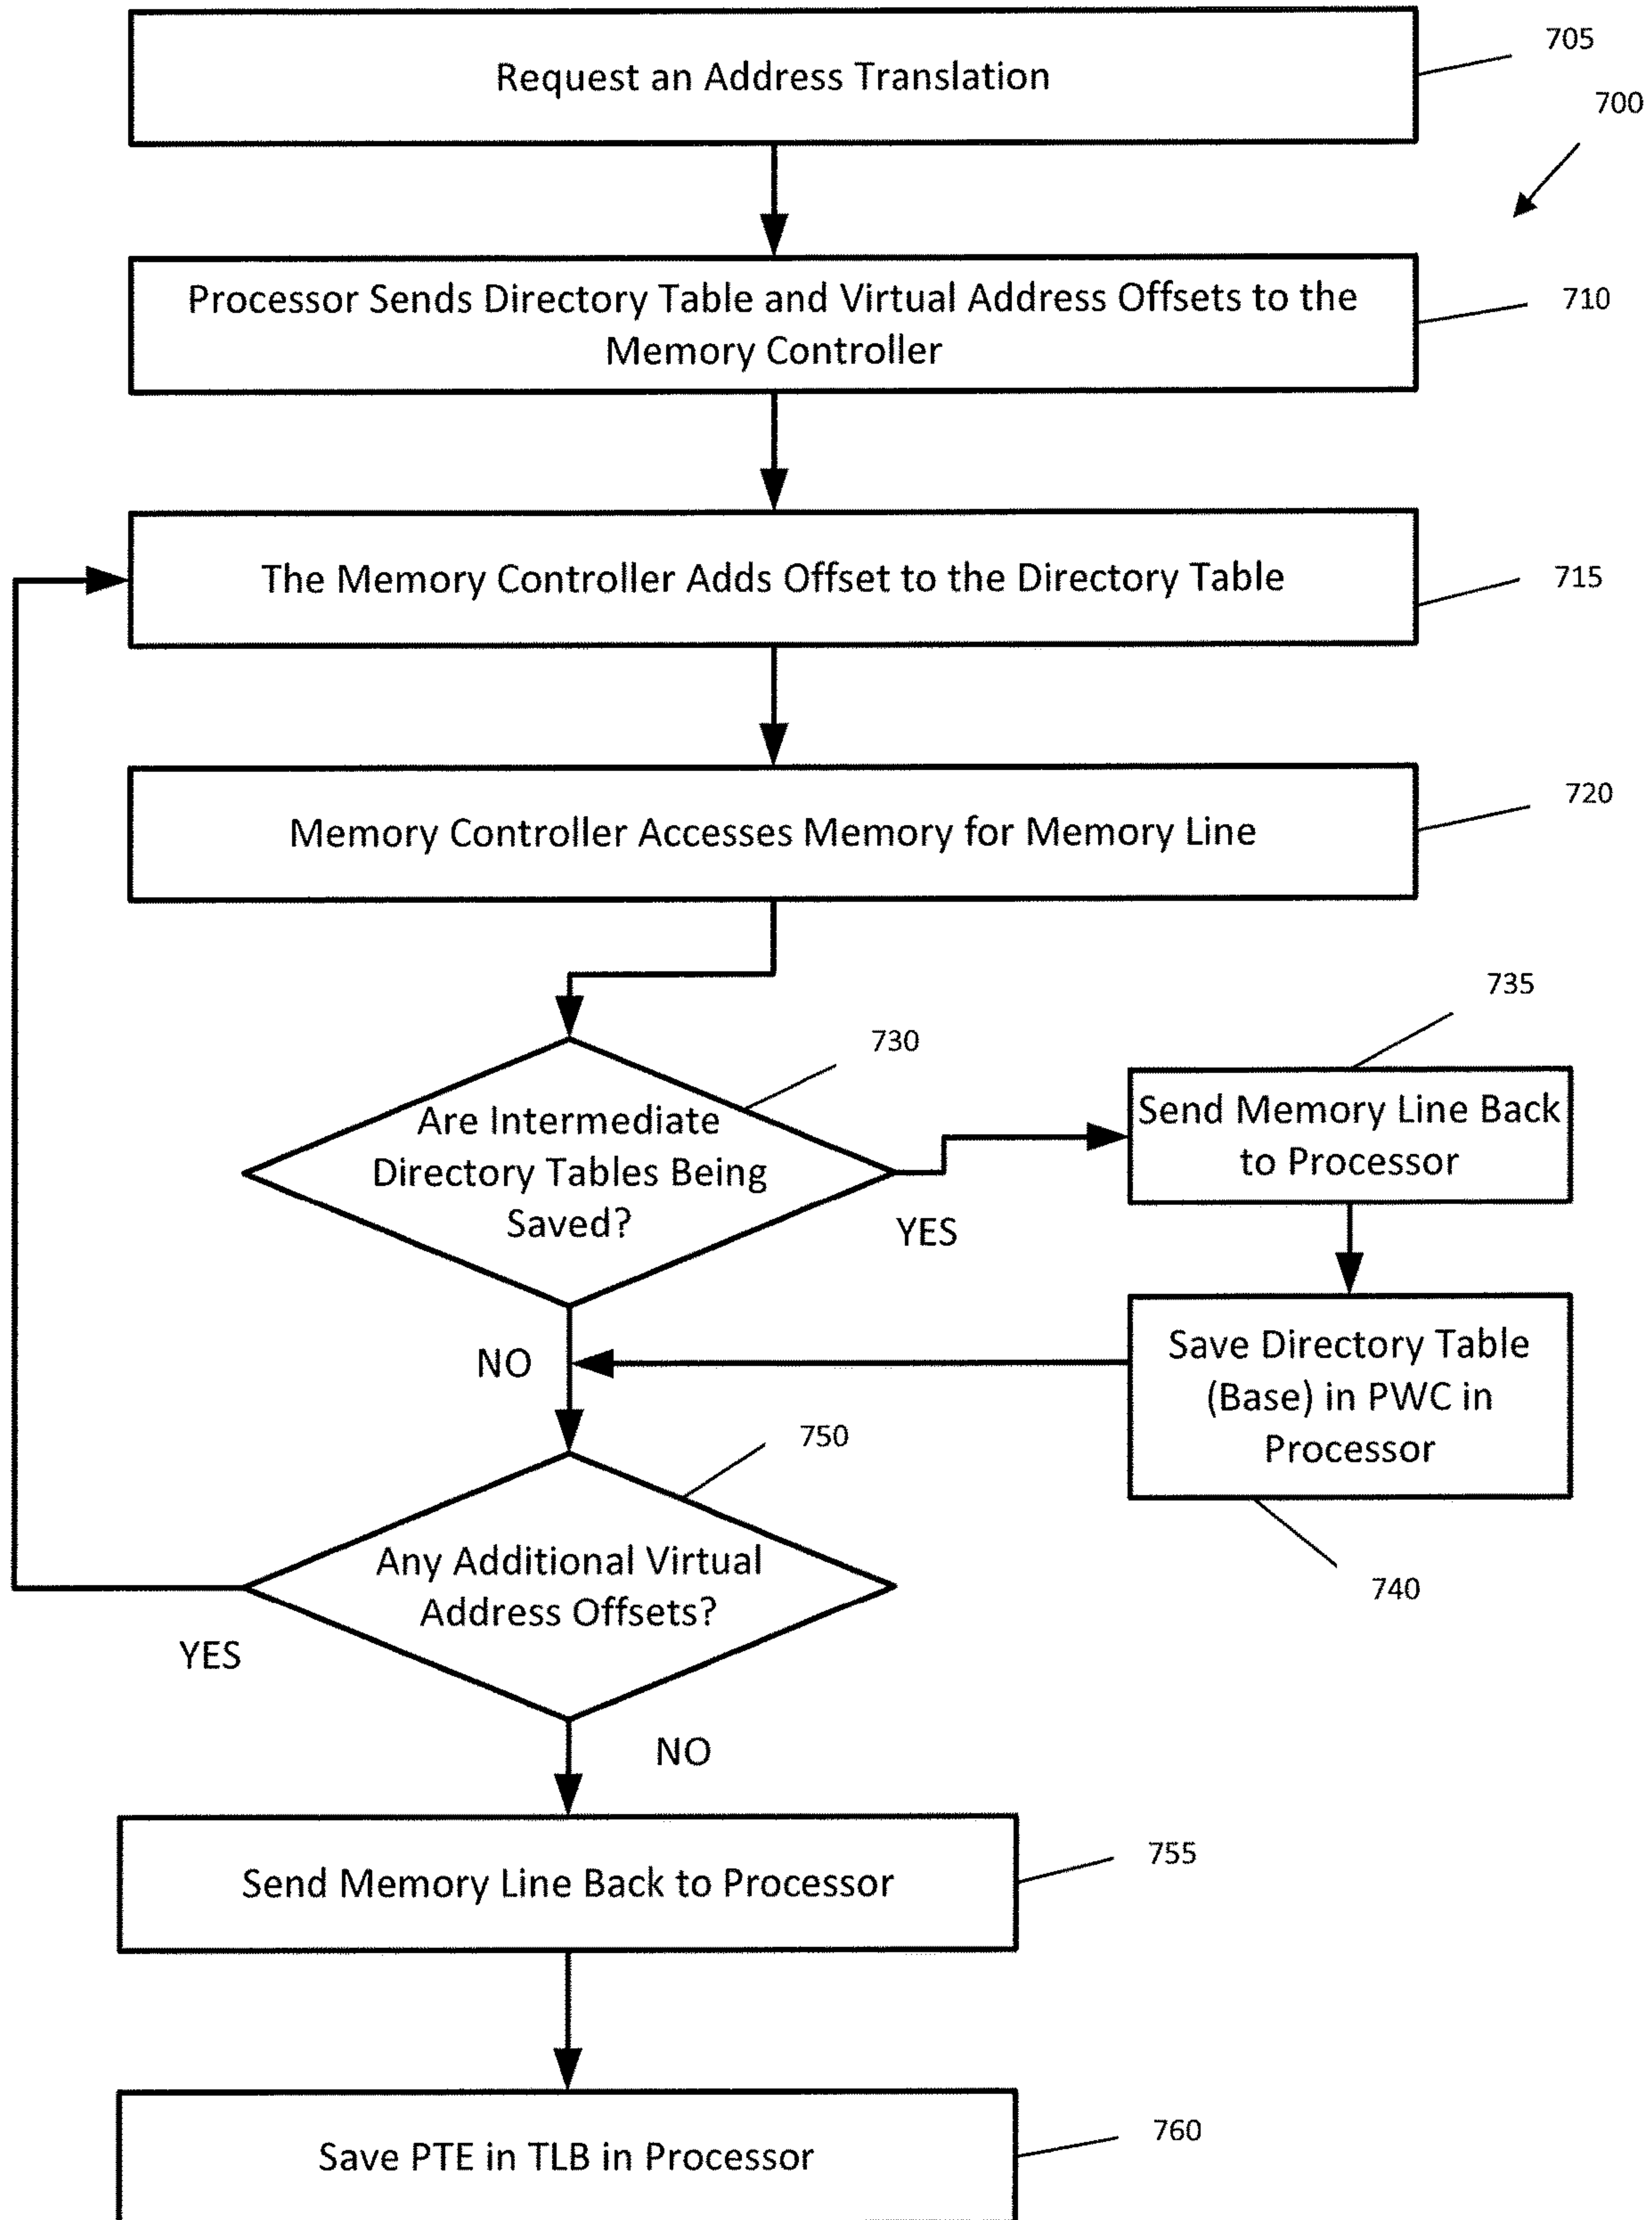 705
Request an Address Translation
700
Processor Sends Directory Table and Virtual Address Offsets to the
Memory Controller
710
The Memory Controller Adds Offset to the Directory Table
715
Memory Controller Accesses Memory for Memory Line
720
730
735
Are Intermediate
Directory Tables Being
Saved?
YES
Send Memory Line Back
to Processor
NO
Save Directory Table
(Base) in PWC in
Processor
740
750
Any Additional Virtual
Address Offsets?
YES
NO
Send Memory Line Back to Processor
755
Save PTE in TLB in Processor
760